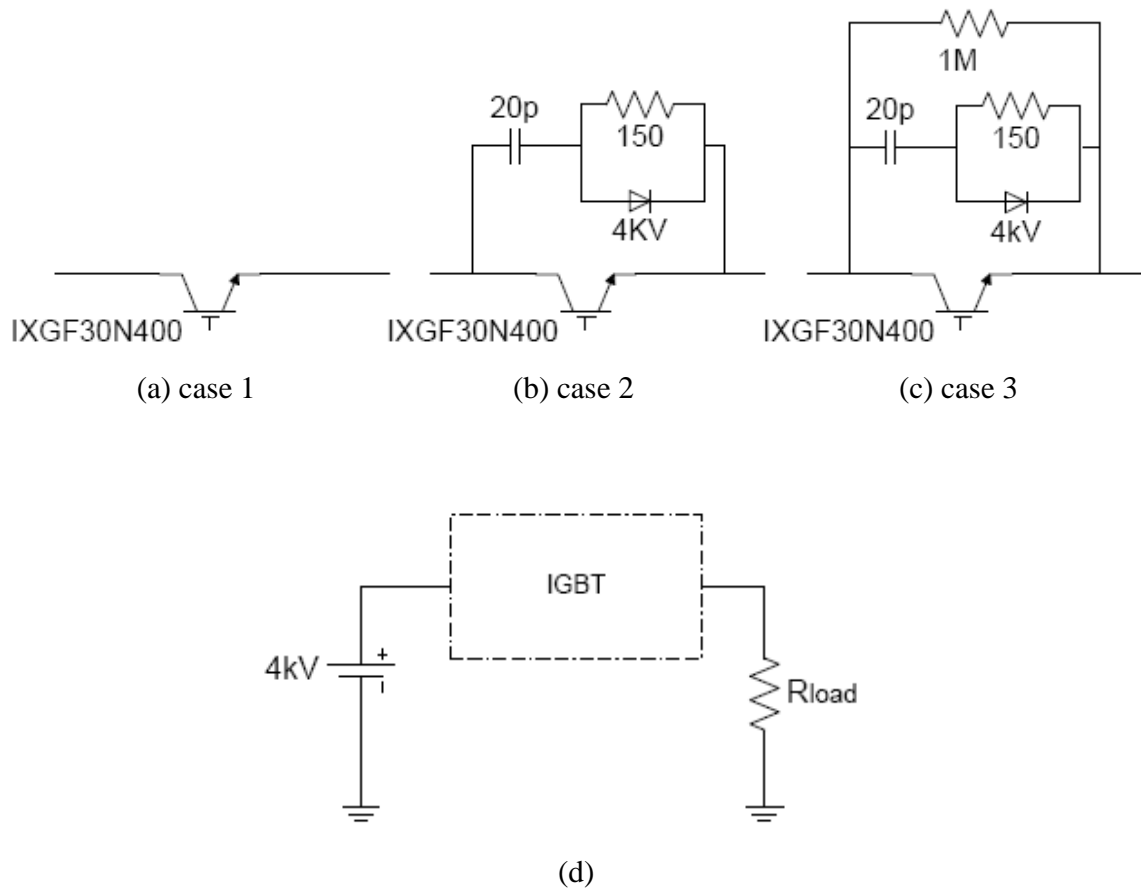 1M
20p
150
4KV
20p
150
4kV
IXGF30N400
IXGF30N400
IXGF30N400
(a) case 1
(b) case 2
(c) case 3
IGBT
4kV
+
Rload
(d)